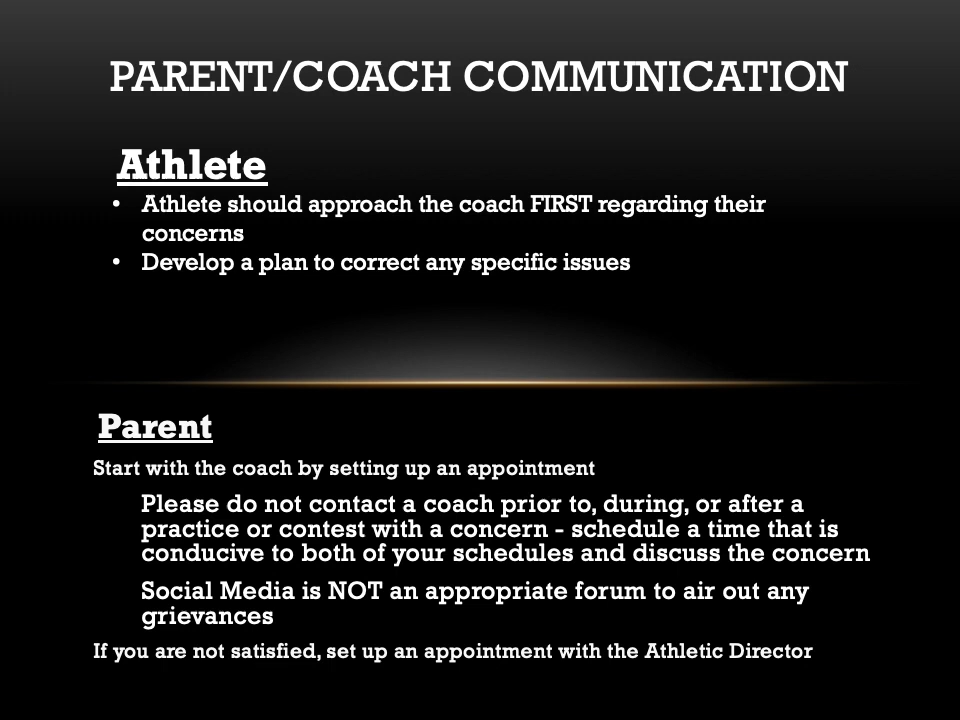 PARENT/COACH COMMUNICATION
Athlete
• Athlete should approach the coach FIRST regarding their
concerns
• Develop a plan to correct any specific issues
Parent
Start with the coach by setting up an appointment
Please do not contact a coach prior to, during, or after a
practice or contest with a concern - schedule a time that is
conducive to both of your schedules and discuss the concern
Social Media is NOT an appropriate forum to air out any
grievances
If you are not satisfied, set up an appointment with the Athletic Director